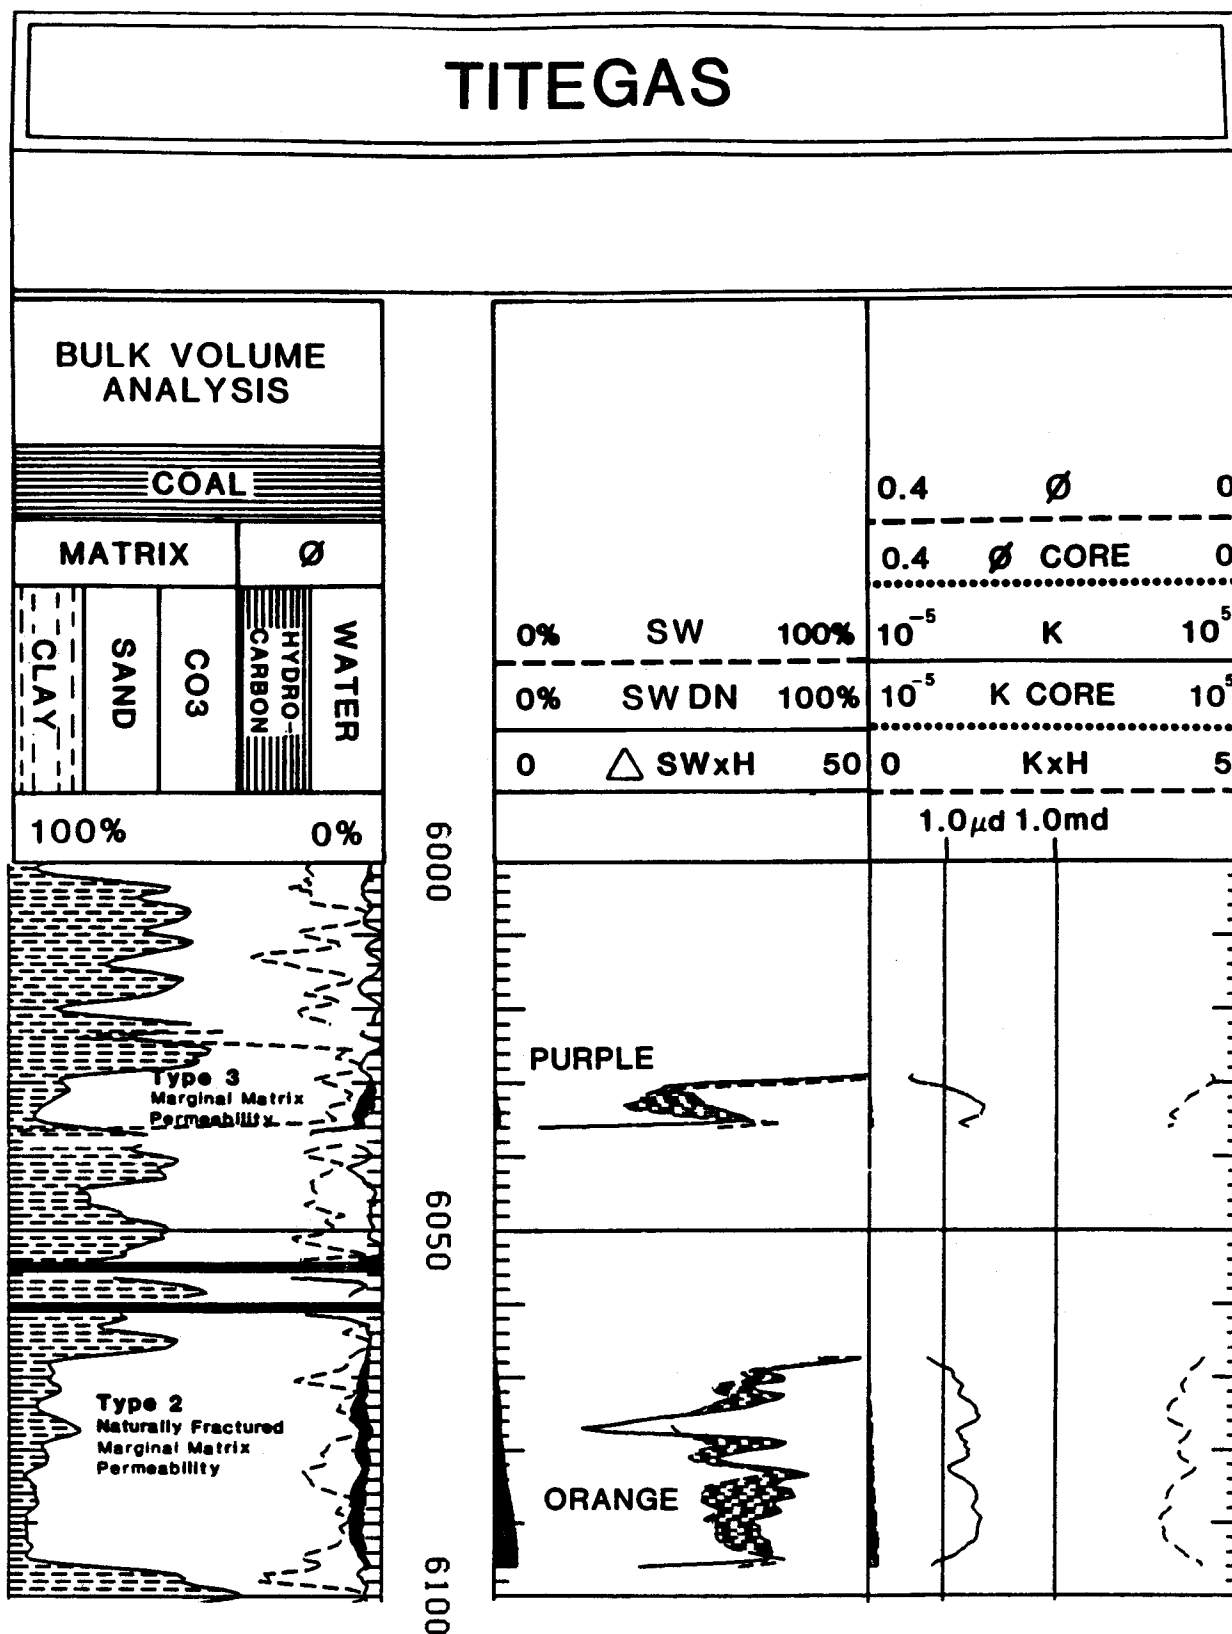 TITEGAS
BULK VOLUME
ANALYSIS
COAL
MATRIX Ø
CLAY
SAND
CO3
HYDRO-
CARBON
WATER
100% 0%
0% SW 100%
0% SW DN 100%
0 △ SWxH 50
0.4 Ø 0
0.4 Ø CORE 0
10⁻⁵ K 10⁵
10⁻⁵ K CORE 10⁵
0 KxH 5
1.0μd 1.0md
6000
PURPLE
Type 3
Marginal Matrix
Permeability
6050
Type 2
Naturally Fractured
Marginal Matrix
Permeability
ORANGE
6100